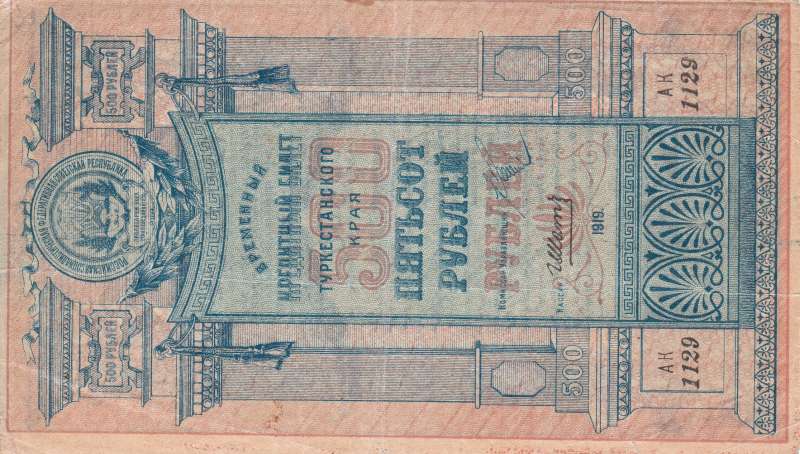 500 РУБЛЕЙ
500 РУБЛЕЙ
ВРЕМЕННЫЙ
КРЕДИТНЫЙ БИЛЕТ
ТУРКЕСТАНСКОГО
КРАЯ
500
ПЯТЬСОТ
РУБЛЕЙ
РУБЛЕЙ
1919.
500
500
АК
1129
АК
1129